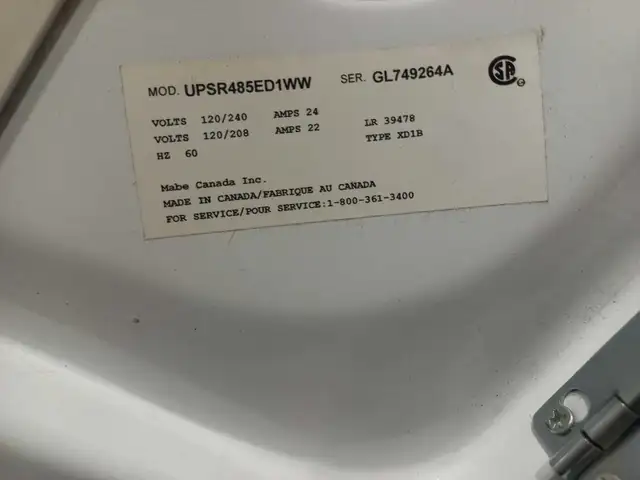 MOD. UPSR485ED1WW SER. GL749264A
VOLTS 120/240 AMPS 24
VOLTS 120/208 AMPS 22
HZ 60
LR 39478
TYPE XD1B
Mabe Canada Inc.
MADE IN CANADA/FABRIQUE AU CANADA
FOR SERVICE/POUR SERVICE:1-800-361-3400